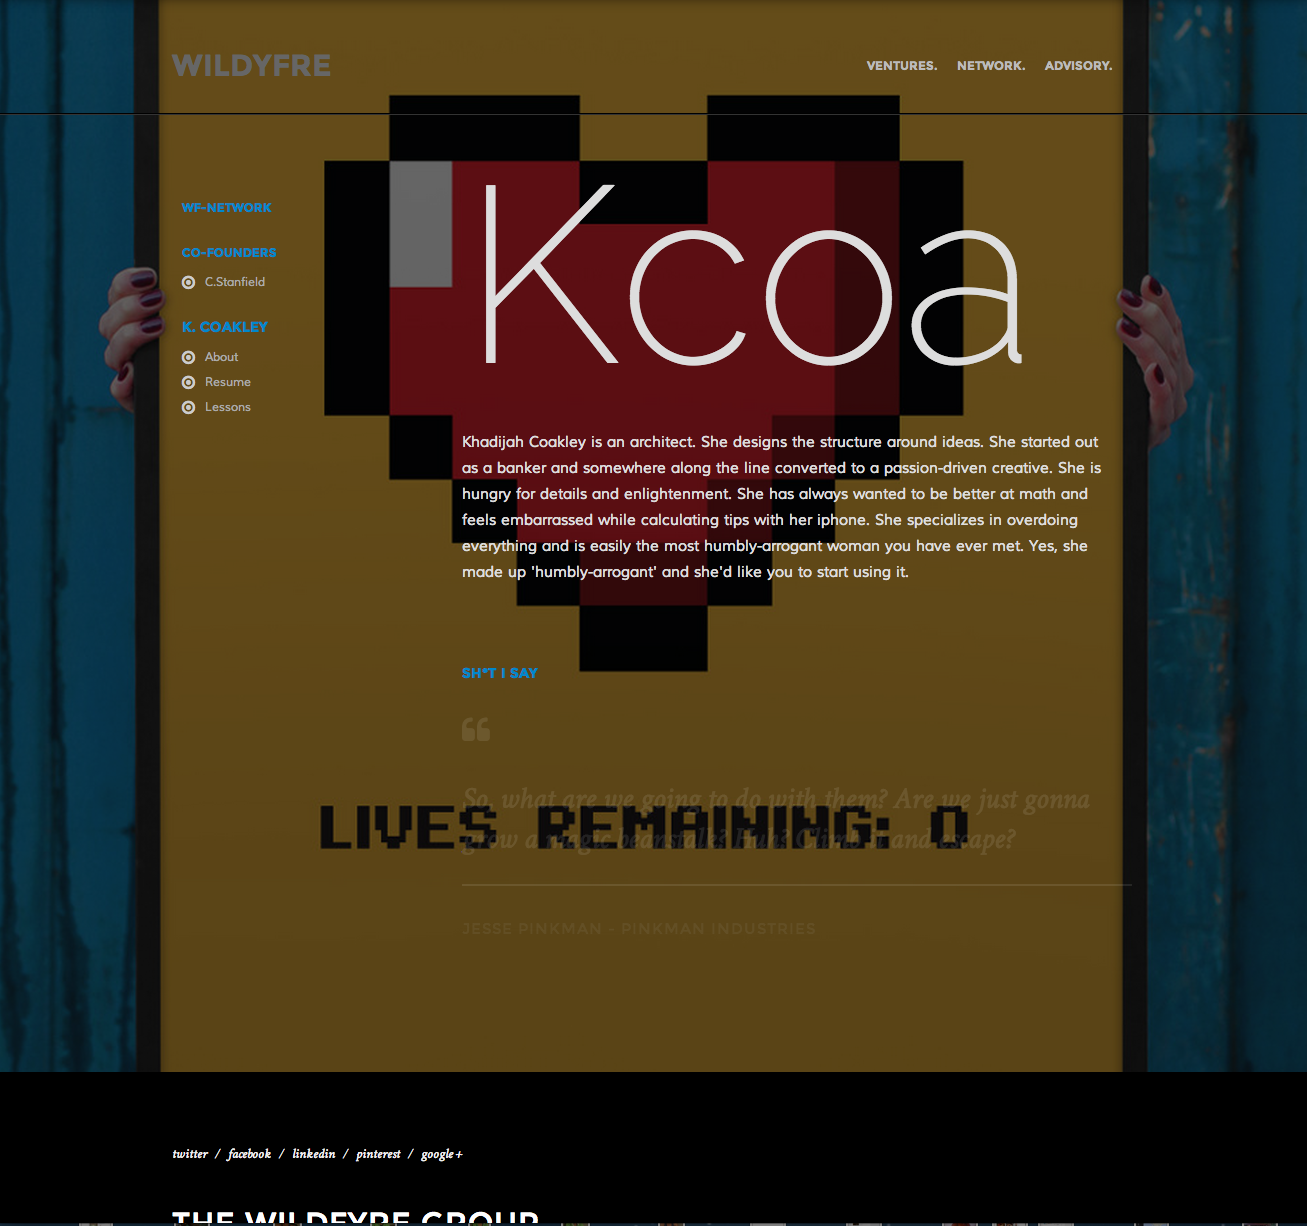 WILDYFRE
VENTURES. NETWORK. ADVISORY.
WF-NETWORK
CO-FOUNDERS
C.Stanfield
K. COAKLEY
About
Resume
Lessons
Kcoa
Khadijah Coakley is an architect. She designs the structure around ideas. She started out
as a banker and somewhere along the line converted to a passion-driven creative. She is
hungry for details and enlightenment. She has always wanted to be better at math and
feels embarrassed while calculating tips with her iphone. She specializes in overdoing
everything and is easily the most humbly-arrogant woman you have ever met. Yes, she
made up 'humbly-arrogant' and she'd like you to start using it.
SH*T I SAY
“
So, what are we going to do with them? Are we just gonna
grow a magic beanstalk? Huh? Climb it and escape?
LIVES REMAINING: 0
JESSE PINKMAN - PINKMAN INDUSTRIES
twitter / facebook / linkedin / pinterest / google+
THE WILDFYRE GROUP